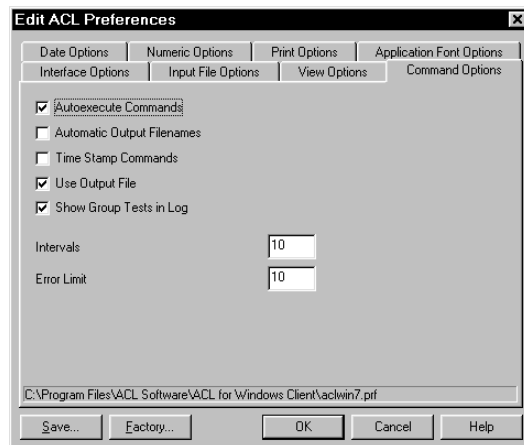 Edit ACL Preferences
Date Options Numeric Options Print Options Application Font Options
Interface Options Input File Options View Options Command Options
Autoexecute Commands
Automatic Output Filenames
Time Stamp Commands
Use Output File
Show Group Tests in Log
Intervals 10
Error Limit 10
C:\Program Files\ACL Software\ACL for Windows Client\aclwin7.prf
Save... Factory... OK Cancel Help